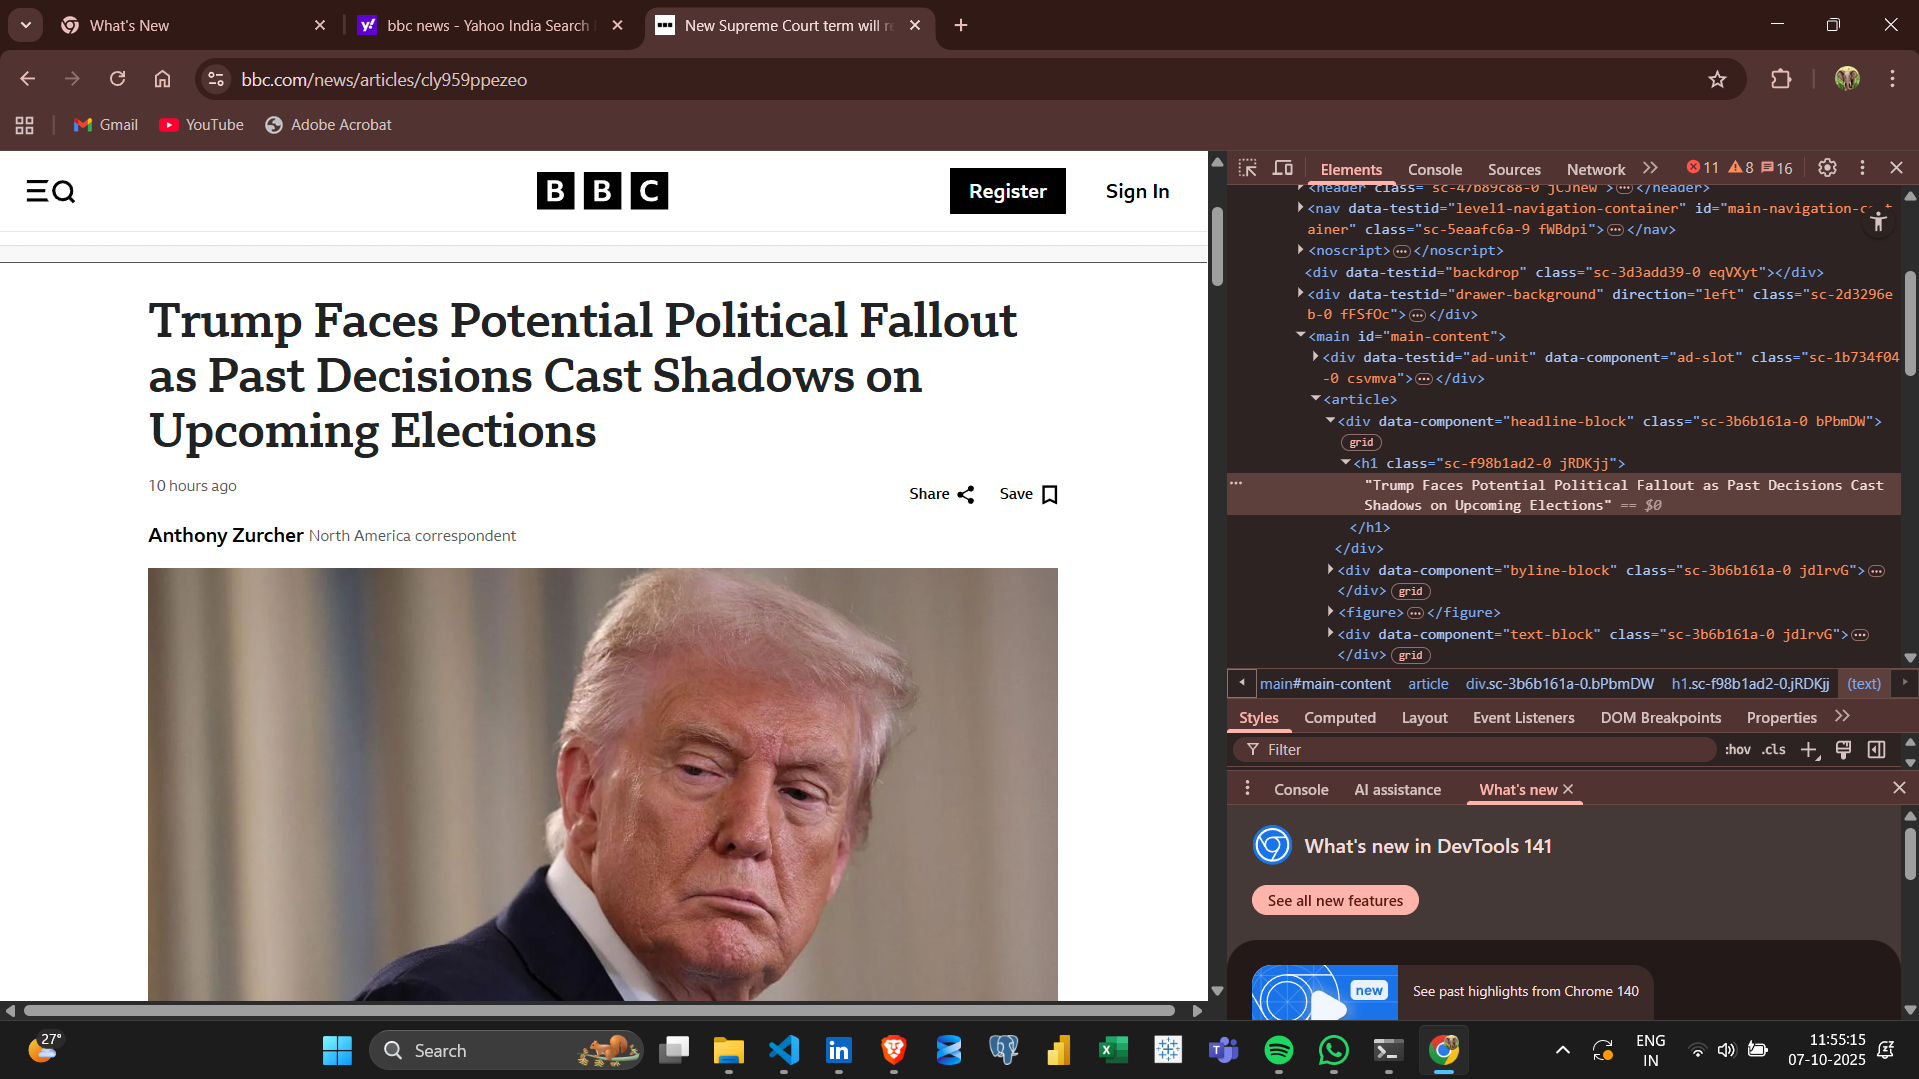 What's New
bbc news - Yahoo India Search
New Supreme Court term will r
bbc.com/news/articles/cly959ppezeo
Gmail
YouTube
Adobe Acrobat
BBC
Register
Sign In
Trump Faces Potential Political Fallout
as Past Decisions Cast Shadows on
Upcoming Elections
10 hours ago
Share
Save
Anthony Zurcher North America correspondent
Elements
Console
Sources
Network
11
8
16
<header class="sc-47b89c88-0 jCJhew">…</header>
<nav data-testid="level1-navigation-container" id="main-navigation-
ainer" class="sc-5eaafc6a-9 fWBdpi">…</nav>
<noscript>…</noscript>
<div data-testid="backdrop" class="sc-3d3add39-0 eqVXyt"></div>
<div data-testid="drawer-background" direction="left" class="sc-2d3296e
b-0 fFSfOc">…</div>
<main id="main-content">
<div data-testid="ad-unit" data-component="ad-slot" class="sc-1b734f04
-0 csvmva">…</div>
<article>
<div data-component="headline-block" class="sc-3b6b161a-0 bPbmDW">
grid
<h1 class="sc-f98b1ad2-0 jRDKjj">
"Trump Faces Potential Political Fallout as Past Decisions Cast
Shadows on Upcoming Elections" == $0
</h1>
</div>
<div data-component="byline-block" class="sc-3b6b161a-0 jdlrvG">…
</div> grid
<figure>…</figure>
<div data-component="text-block" class="sc-3b6b161a-0 jdlrvG">…
</div> grid
main#main-content
article
div.sc-3b6b161a-0.bPbmDW
h1.sc-f98b1ad2-0.jRDKjj
(text)
Styles
Computed
Layout
Event Listeners
DOM Breakpoints
Properties
Filter
:hov
.cls
Console
AI assistance
What's new
What's new in DevTools 141
See all new features
new
See past highlights from Chrome 140
27°
Search
ENG
IN
11:55:15
07-10-2025